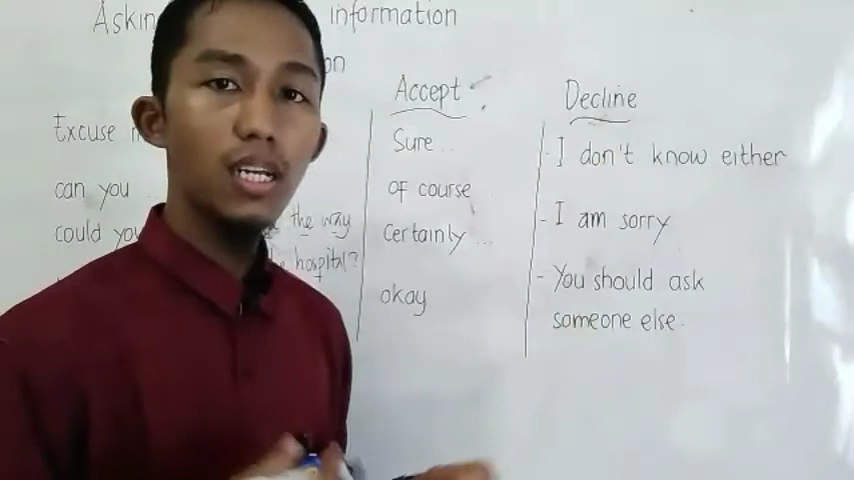 information
on
Excuse
can you
could you
the way
hospital?
Accept
Sure ..
of course
Certainly ...
okay
Decline
- I don't know either
- I am sorry
- You should ask
someone else.